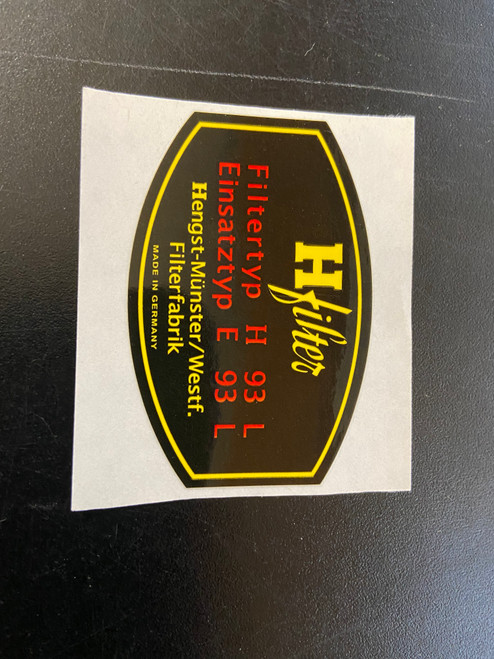 H filter
Filtertyp H 93 L
Einsatztyp E 93 L
Hengst-Münster/Westf.
Filterfabrik
MADE IN GERMANY